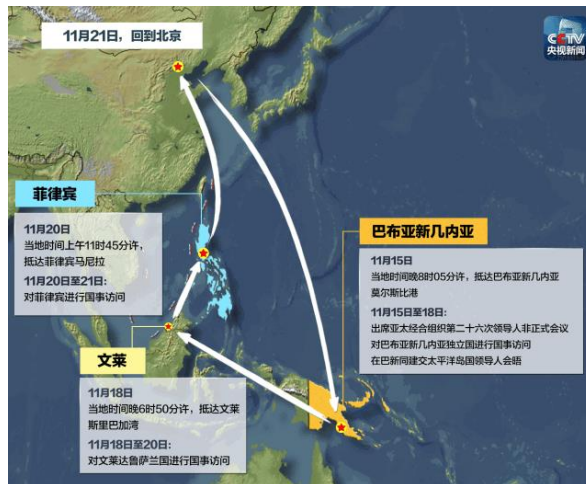 11月21日，回到北京
CCTV
央视新闻
菲律宾
11月20日
当地时间上午11时45分许，
抵达菲律宾马尼拉
11月20日至21日：
对菲律宾进行国事访问
巴布亚新几内亚
11月15日
当地时间晚8时05分许，抵达巴布亚新几内亚
莫尔斯比港
11月15日至18日：
出席亚太经合组织第二十六次领导人非正式会议
对巴布亚新几内亚独立国进行国事访问
在巴新同建交太平洋岛国领导人会晤
文莱
11月18日
当地时间晚6时50分许，抵达文莱
斯里巴加湾
11月18日至20日：
对文莱达鲁萨兰国进行国事访问